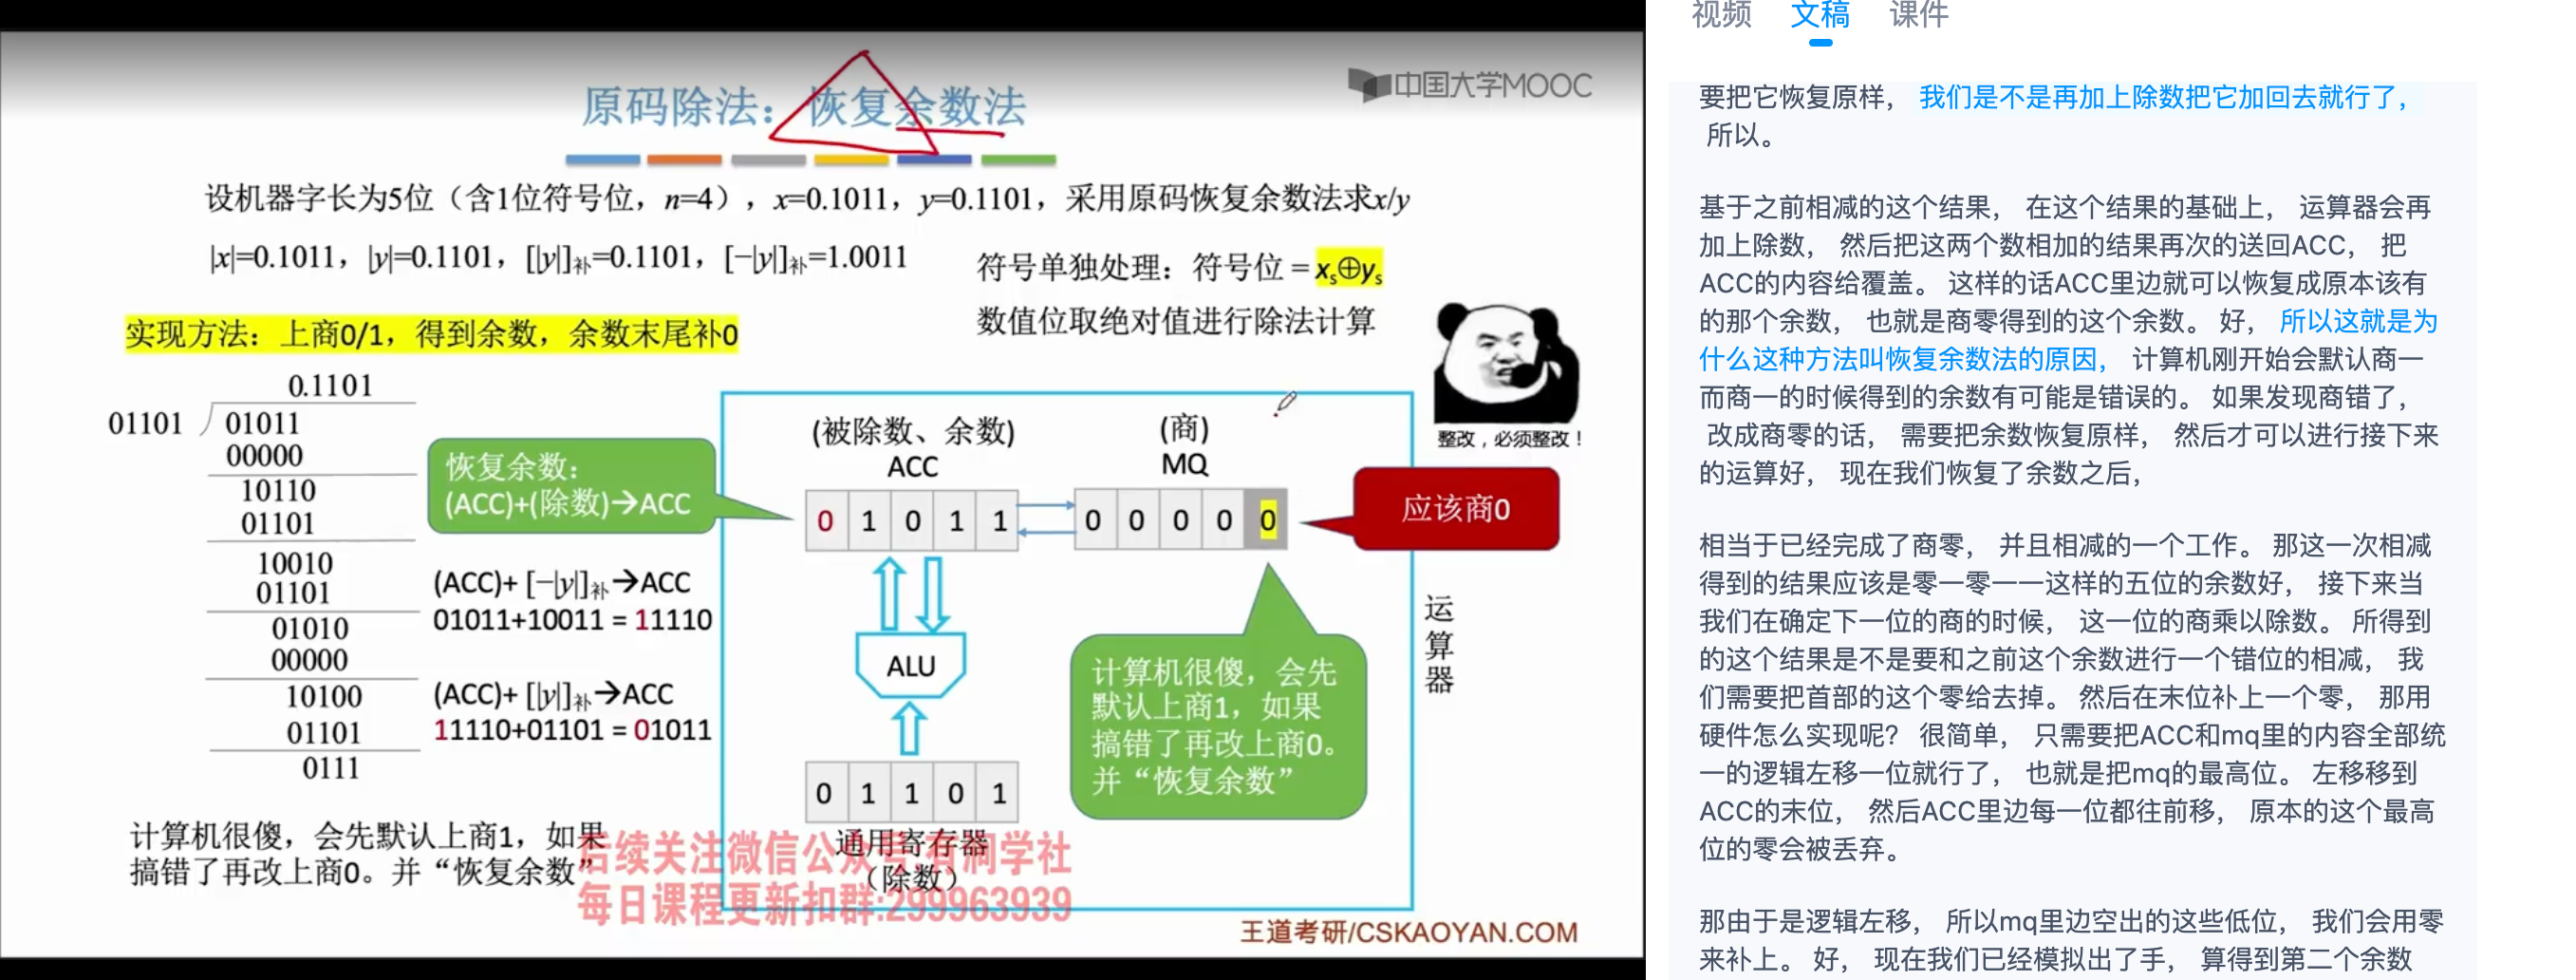 原码除法：恢复余数法
中国大学MOOC
设机器字长为5位（含1位符号位，n=4），x=0.1011，y=0.1101，采用原码恢复余数法求x/y
|x|=0.1011，|y|=0.1101，[|y|]补=0.1101，[−|y|]补=1.0011
符号单独处理：符号位 = xs⊕ys
数值位取绝对值进行除法计算
实现方法：上商0/1，得到余数，余数末尾补0
0.1101
01101
01011
00000
10110
01101
10010
01101
01010
00000
10100
01101
0111
恢复余数：
(ACC)+(除数)→ACC
(ACC)+ [−|y|]补→ACC
01011+10011 = 11110
(ACC)+ [|y|]补→ACC
11110+01101 = 01011
计算机很傻，会先默认上商1，如果
搞错了再改上商0。并“恢复余数”
(被除数、余数)
ACC
0 1 0 1 1
(商)
MQ
0 0 0 0 0
ALU
0 1 1 0 1
通用寄存器
（除数）
应该商0
计算机很傻，会先
默认上商1，如果
搞错了再改上商0。
并“恢复余数”
运算器
整改，必须整改！
后续关注微信公众号:有洞学社
每日课程更新扣群:299963939
王道考研/CSKAOYAN.COM
视频 文稿 课件
要把它恢复原样， 我们是不是再加上除数把它加回去就行了，
所以。
基于之前相减的这个结果， 在这个结果的基础上， 运算器会再
加上除数， 然后把这两个数相加的结果再次的送回ACC， 把
ACC的内容给覆盖。 这样的话ACC里边就可以恢复成原本该有
的那个余数， 也就是商零得到的这个余数。 好， 所以这就是为
什么这种方法叫恢复余数法的原因， 计算机刚开始会默认商一
而商一的时候得到的余数有可能是错误的。 如果发现商错了，
改成商零的话， 需要把余数恢复原样， 然后才可以进行接下来
的运算好， 现在我们恢复了余数之后，
相当于已经完成了商零， 并且相减的一个工作。 那这一次相减
得到的结果应该是零一零一一这样的五位的余数好， 接下来当
我们在确定下一位的商的时候， 这一位的商乘以除数。 所得到
的这个结果是不是要和之前这个余数进行一个错位的相减， 我
们需要把首部的这个零给去掉。 然后在末位补上一个零， 那用
硬件怎么实现呢？ 很简单， 只需要把ACC和mq里的内容全部统
一的逻辑左移一位就行了， 也就是把mq的最高位。 左移移到
ACC的末位， 然后ACC里边每一位都往前移， 原本的这个最高
位的零会被丢弃。
那由于是逻辑左移， 所以mq里边空出的这些低位， 我们会用零
来补上。 好， 现在我们已经模拟出了手， 算得到第二个余数